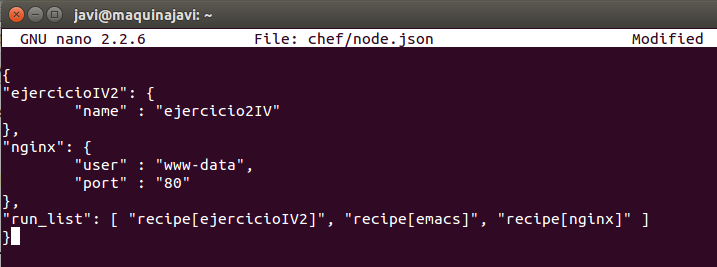 javi@maquinajavi: ~
GNU nano 2.2.6 File: chef/node.json Modified
{
"ejercicioIV2": {
"name" : "ejercicio2IV"
},
"nginx": {
"user" : "www-data",
"port" : "80"
},
"run_list": [ "recipe[ejercicioIV2]", "recipe[emacs]", "recipe[nginx]" ]
}